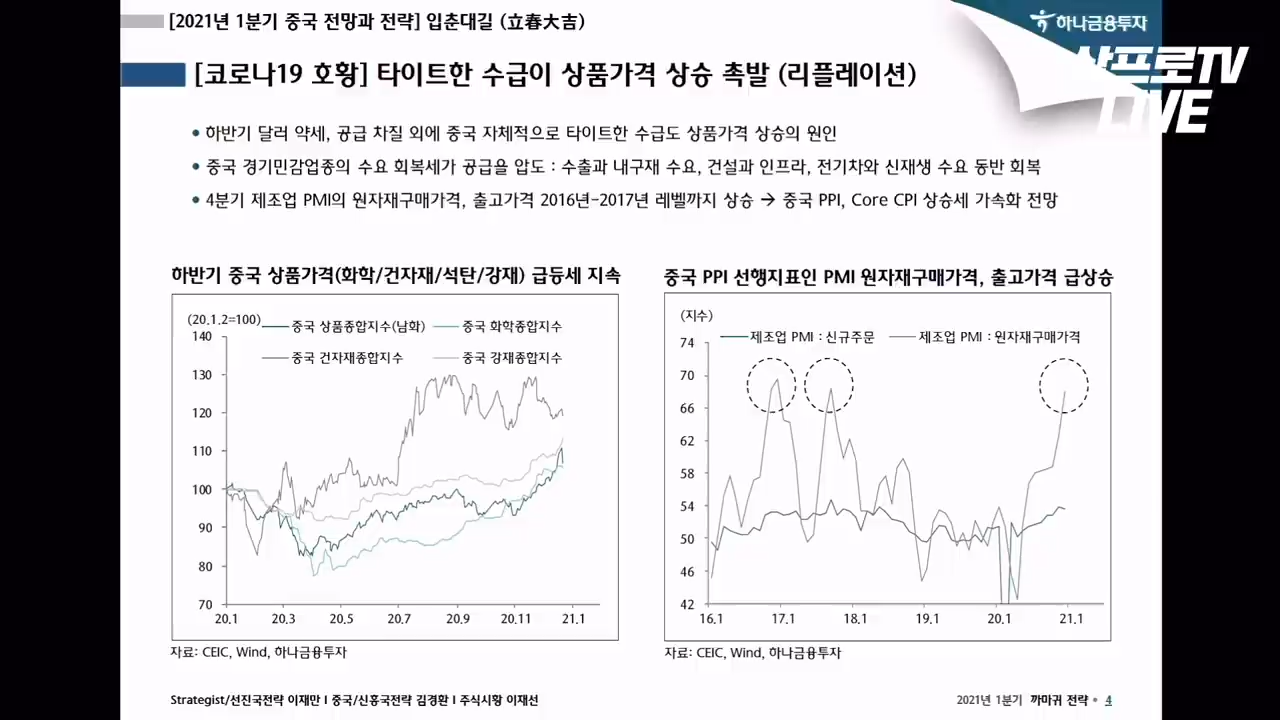 [2021년 1분기 중국 전망과 전략] 입춘대길 (立春大吉)
하나금융투자
삼프로TV
LIVE
[코로나19 호황] 타이트한 수급이 상품가격 상승 촉발 (리플레이션)
• 하반기 달러 약세, 공급 차질 외에 중국 자체적으로 타이트한 수급도 상품가격 상승의 원인
• 중국 경기민감업종의 수요 회복세가 공급을 압도 : 수출과 내구재 수요, 건설과 인프라, 전기차와 신재생 수요 동반 회복
• 4분기 제조업 PMI의 원자재구매가격, 출고가격 2016년-2017년 레벨까지 상승 → 중국 PPI, Core CPI 상승세 가속화 전망
하반기 중국 상품가격(화학/건자재/석탄/강재) 급등세 지속
(20.1.2=100)
중국 상품종합지수(남화)
중국 화학종합지수
중국 건자재종합지수
중국 강재종합지수
140
130
120
110
100
90
80
70
20.1 20.3 20.5 20.7 20.9 20.11 21.1
자료: CEIC, Wind, 하나금융투자
중국 PPI 선행지표인 PMI 원자재구매가격, 출고가격 급상승
(지수)
제조업 PMI : 신규주문
제조업 PMI : 원자재구매가격
74
70
66
62
58
54
50
46
42
16.1 17.1 18.1 19.1 20.1 21.1
자료: CEIC, Wind, 하나금융투자
Strategist/선진국전략 이재만 I 중국/신흥국전략 김경환 I 주식시황 이재선
2021년 1분기 까마귀 전략 • 4